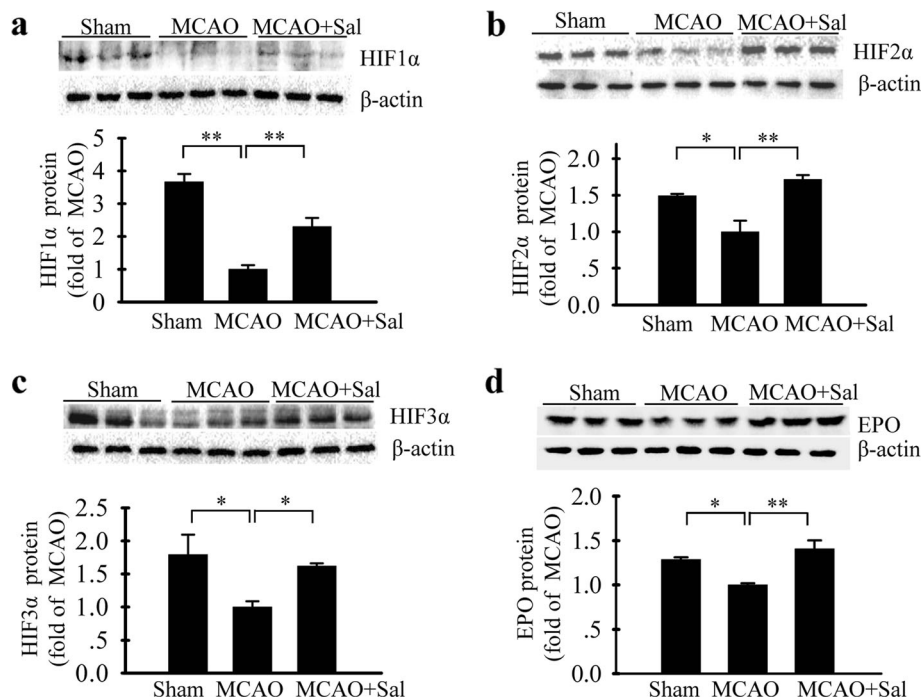 a
Sham MCAO MCAO+Sal
HIF1α
β-actin
** **
HIF1α protein
(fold of MCAO)
6
4
2
1
0
Sham MCAO MCAO+Sal
b
Sham MCAO MCAO+Sal
HIF2α
β-actin
* **
HIF2α protein
(fold of MCAO)
2.0
1.5
1.0
.5
0.0
Sham MCAO MCAO+Sal
c
Sham MCAO MCAO+Sal
HIF3α
β-actin
* *
HIF3α protein
(fold of MCAO)
2.5
2.0
1.5
1.0
.5
0.0
Sham MCAO MCAO+Sal
d
Sham MCAO MCAO+Sal
EPO
β-actin
* **
EPO protein
(fold of MCAO)
2.0
1.5
1.0
.5
0.0
Sham MCAO MCAO+Sal